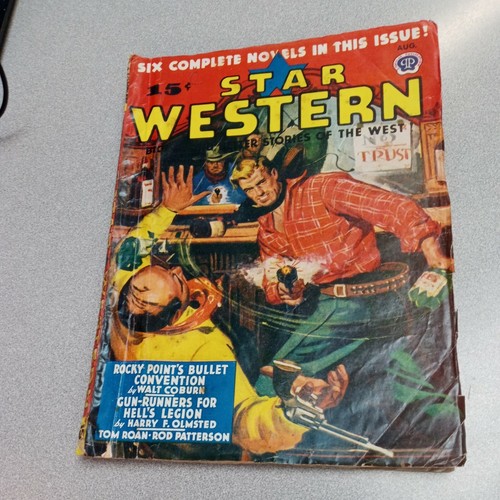 SIX COMPLETE NOVELS IN THIS ISSUE!
AUG.
15¢
STAR
WESTERN
STORIES OF THE WEST
NO
TRUST
ROCKY POINT'S BULLET
CONVENTION
by WALT COBURN
GUN-RUNNERS FOR
HELL'S LEGION
by HARRY F. OLMSTED
TOM ROAN·ROD PATTERSON